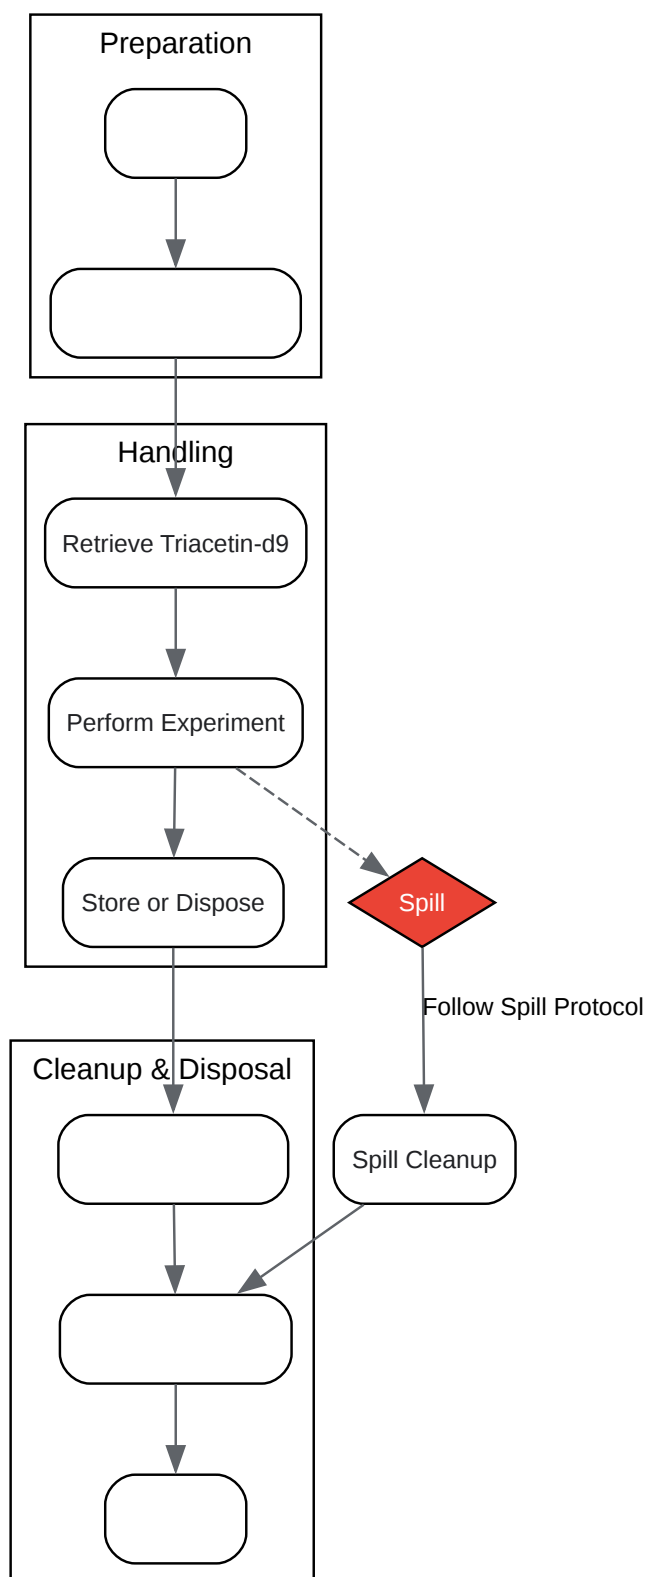 Preparation
Handling
Retrieve Triacetin-d9
Perform Experiment
Store or Dispose
Spill
Follow Spill Protocol
Cleanup & Disposal
Spill Cleanup